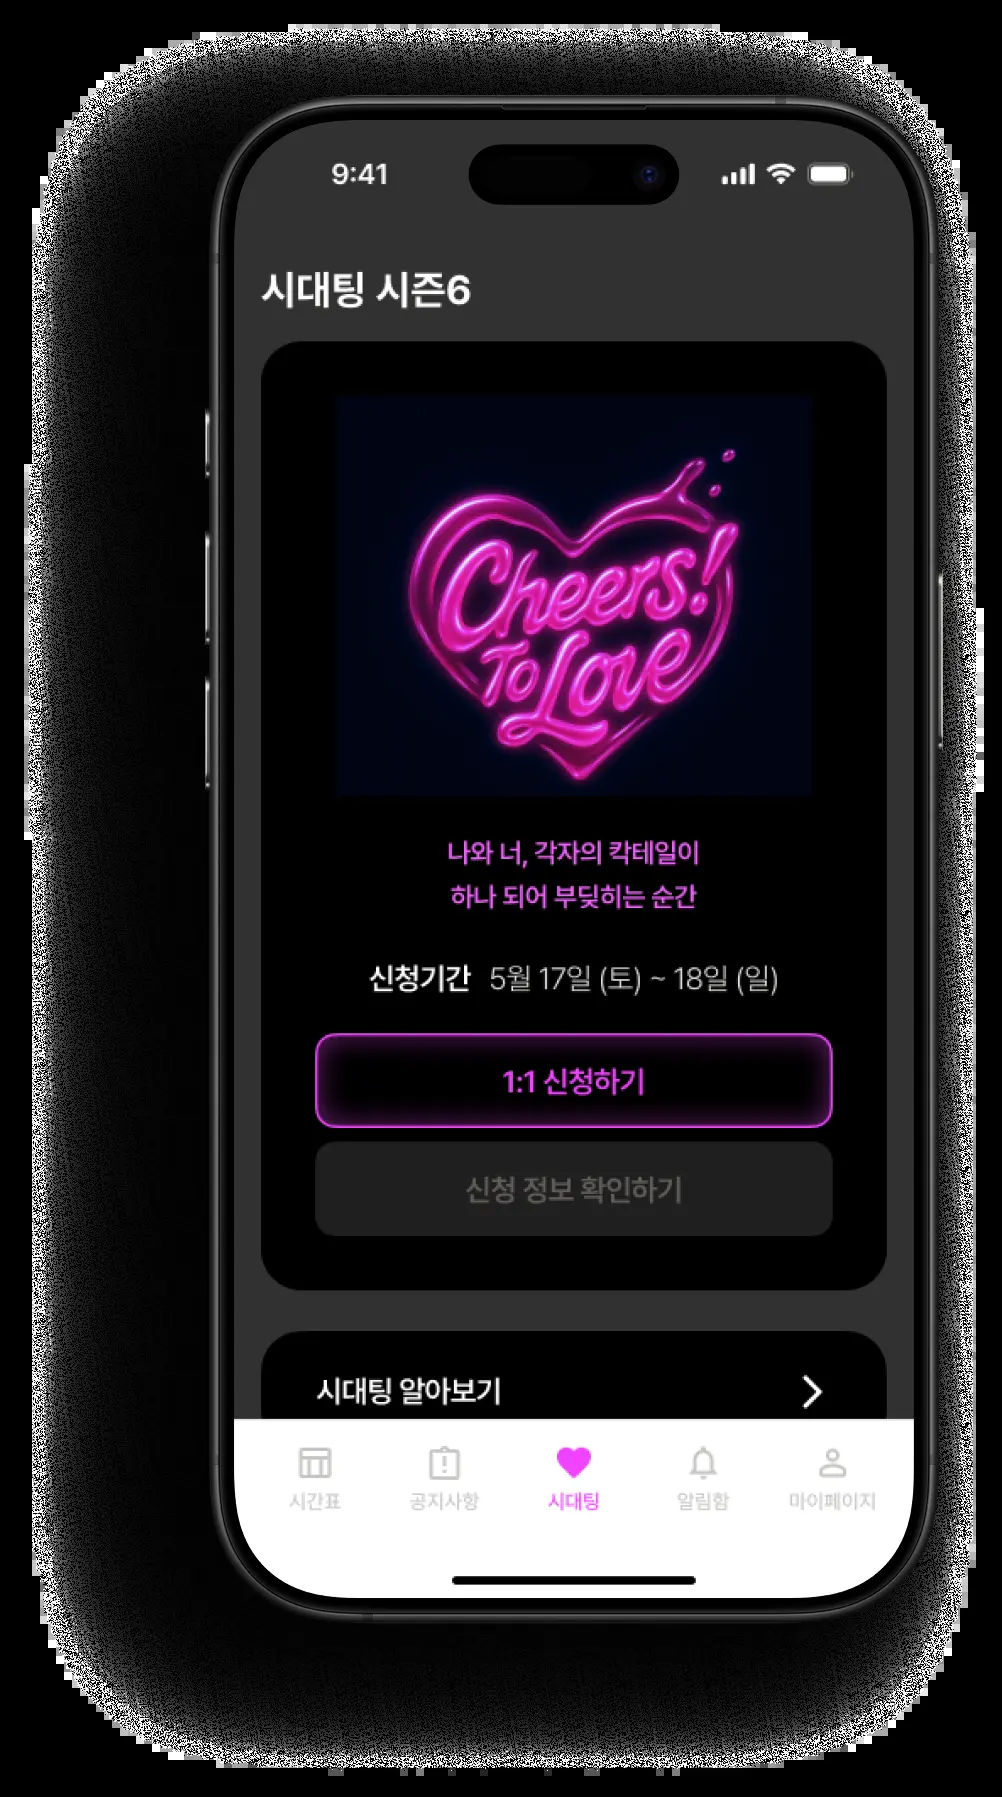 9:41
시대팅 시즌6
Cheers!
To Love
나와 너, 각자의 칵테일이
하나 되어 부딪히는 순간
신청기간 5월 17일 (토) ~ 18일 (일)
1:1 신청하기
신청 정보 확인하기
시대팅 알아보기
시간표 공지사항 시대팅 알림함 마이페이지